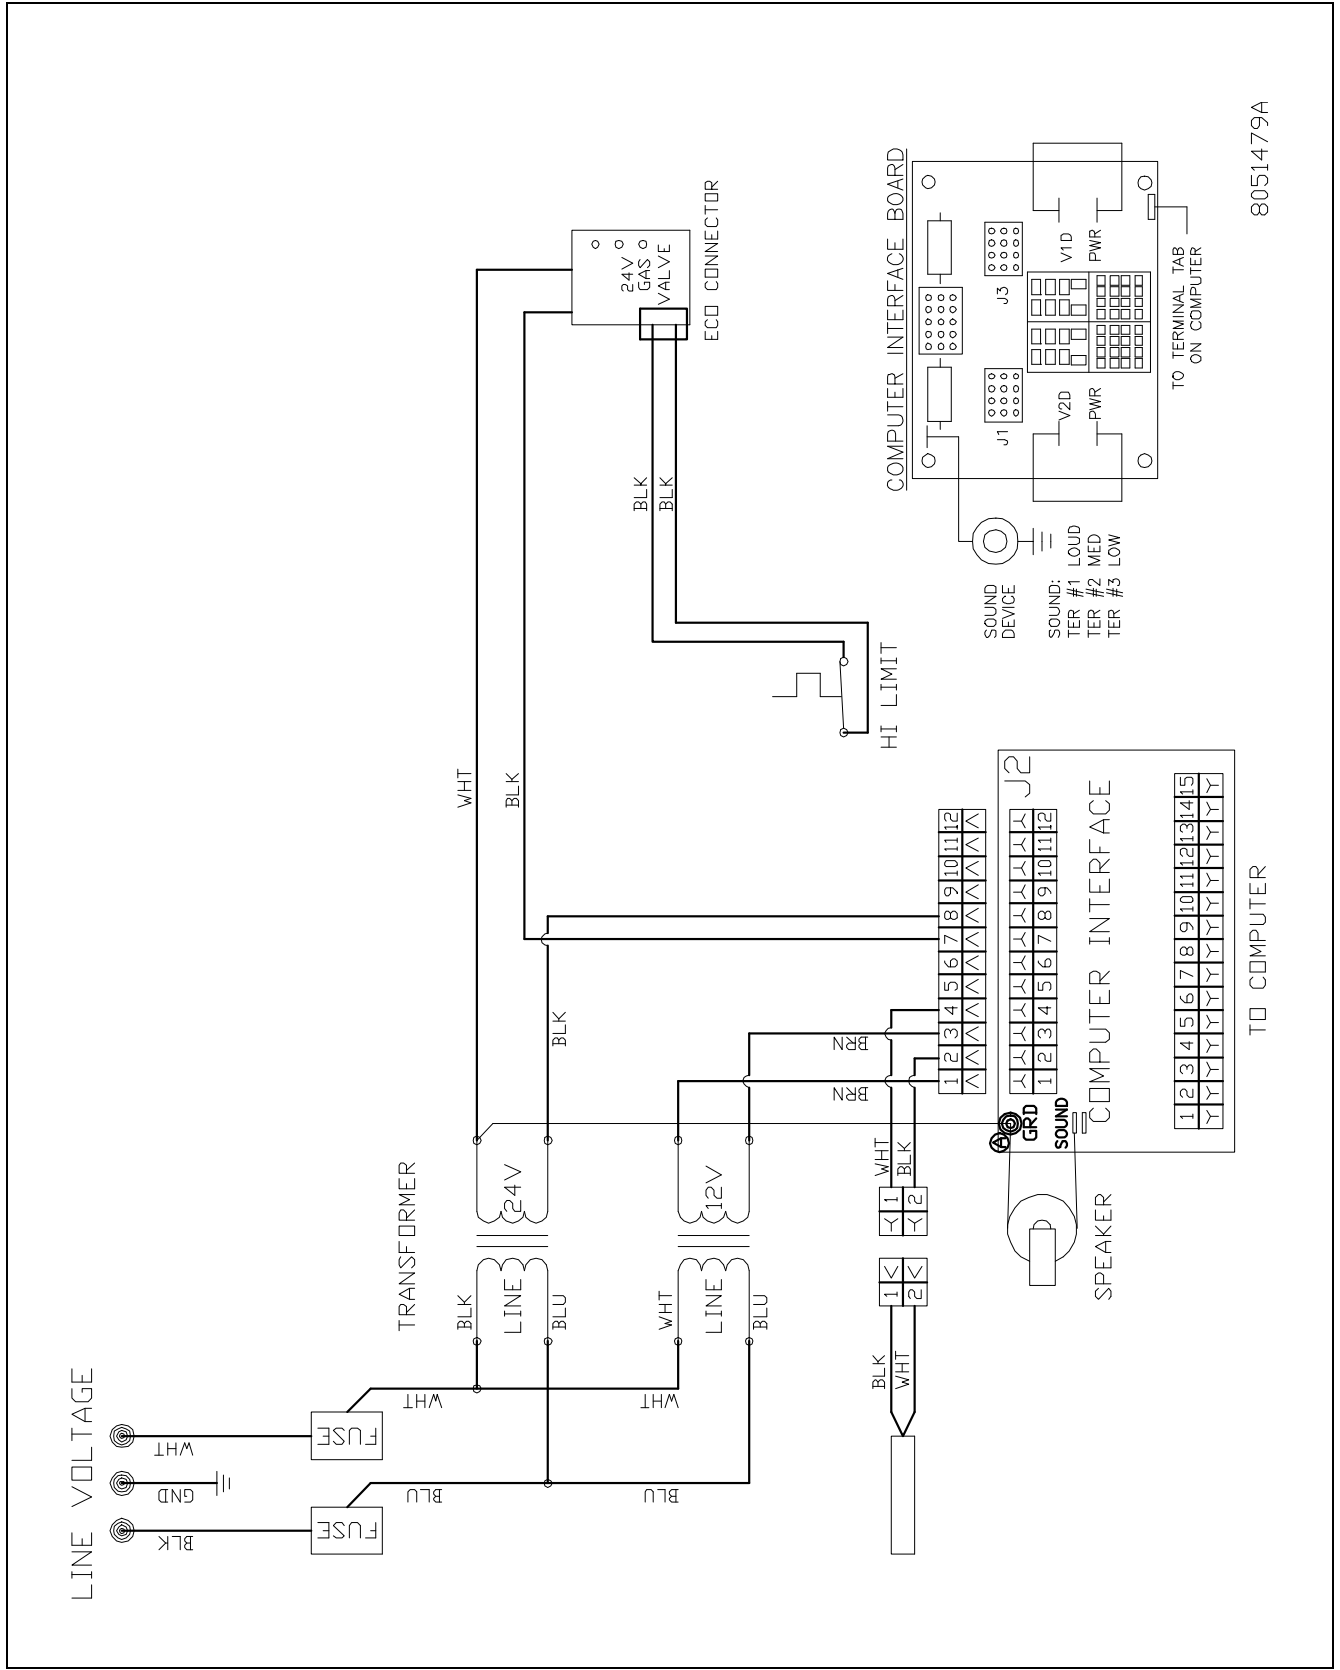 LINE VOLTAGE
WHT
GND
BLK
FUSE
FUSE
WHT
WHT
BLU
BLU
TRANSFORMER
BLK
LINE
BLU
24V
WHT
LINE
BLU
12V
WHT
BLK
BLK
24V
GAS
VALVE
ECO CONNECTOR
BLK
BLK
HI LIMIT
BRN
BRN
WHT
BLK
1
2
1
2
BLK
WHT
1 2 3 4 5 6 7 8 9 10 11 12
1 2 3 4 5 6 7 8 9 10 11 12
J2
COMPUTER INTERFACE
A
GRD
SOUND
1 2 3 4 5 6 7 8 9 10 11 12 13 14 15
TO COMPUTER
SPEAKER
COMPUTER INTERFACE BOARD
J1
J3
V2D
PWR
V1D
PWR
TO TERMINAL TAB
ON COMPUTER
SOUND
DEVICE
SOUND:
TER #1 LOUD
TER #2 MED
TER #3 LOW
8051479A